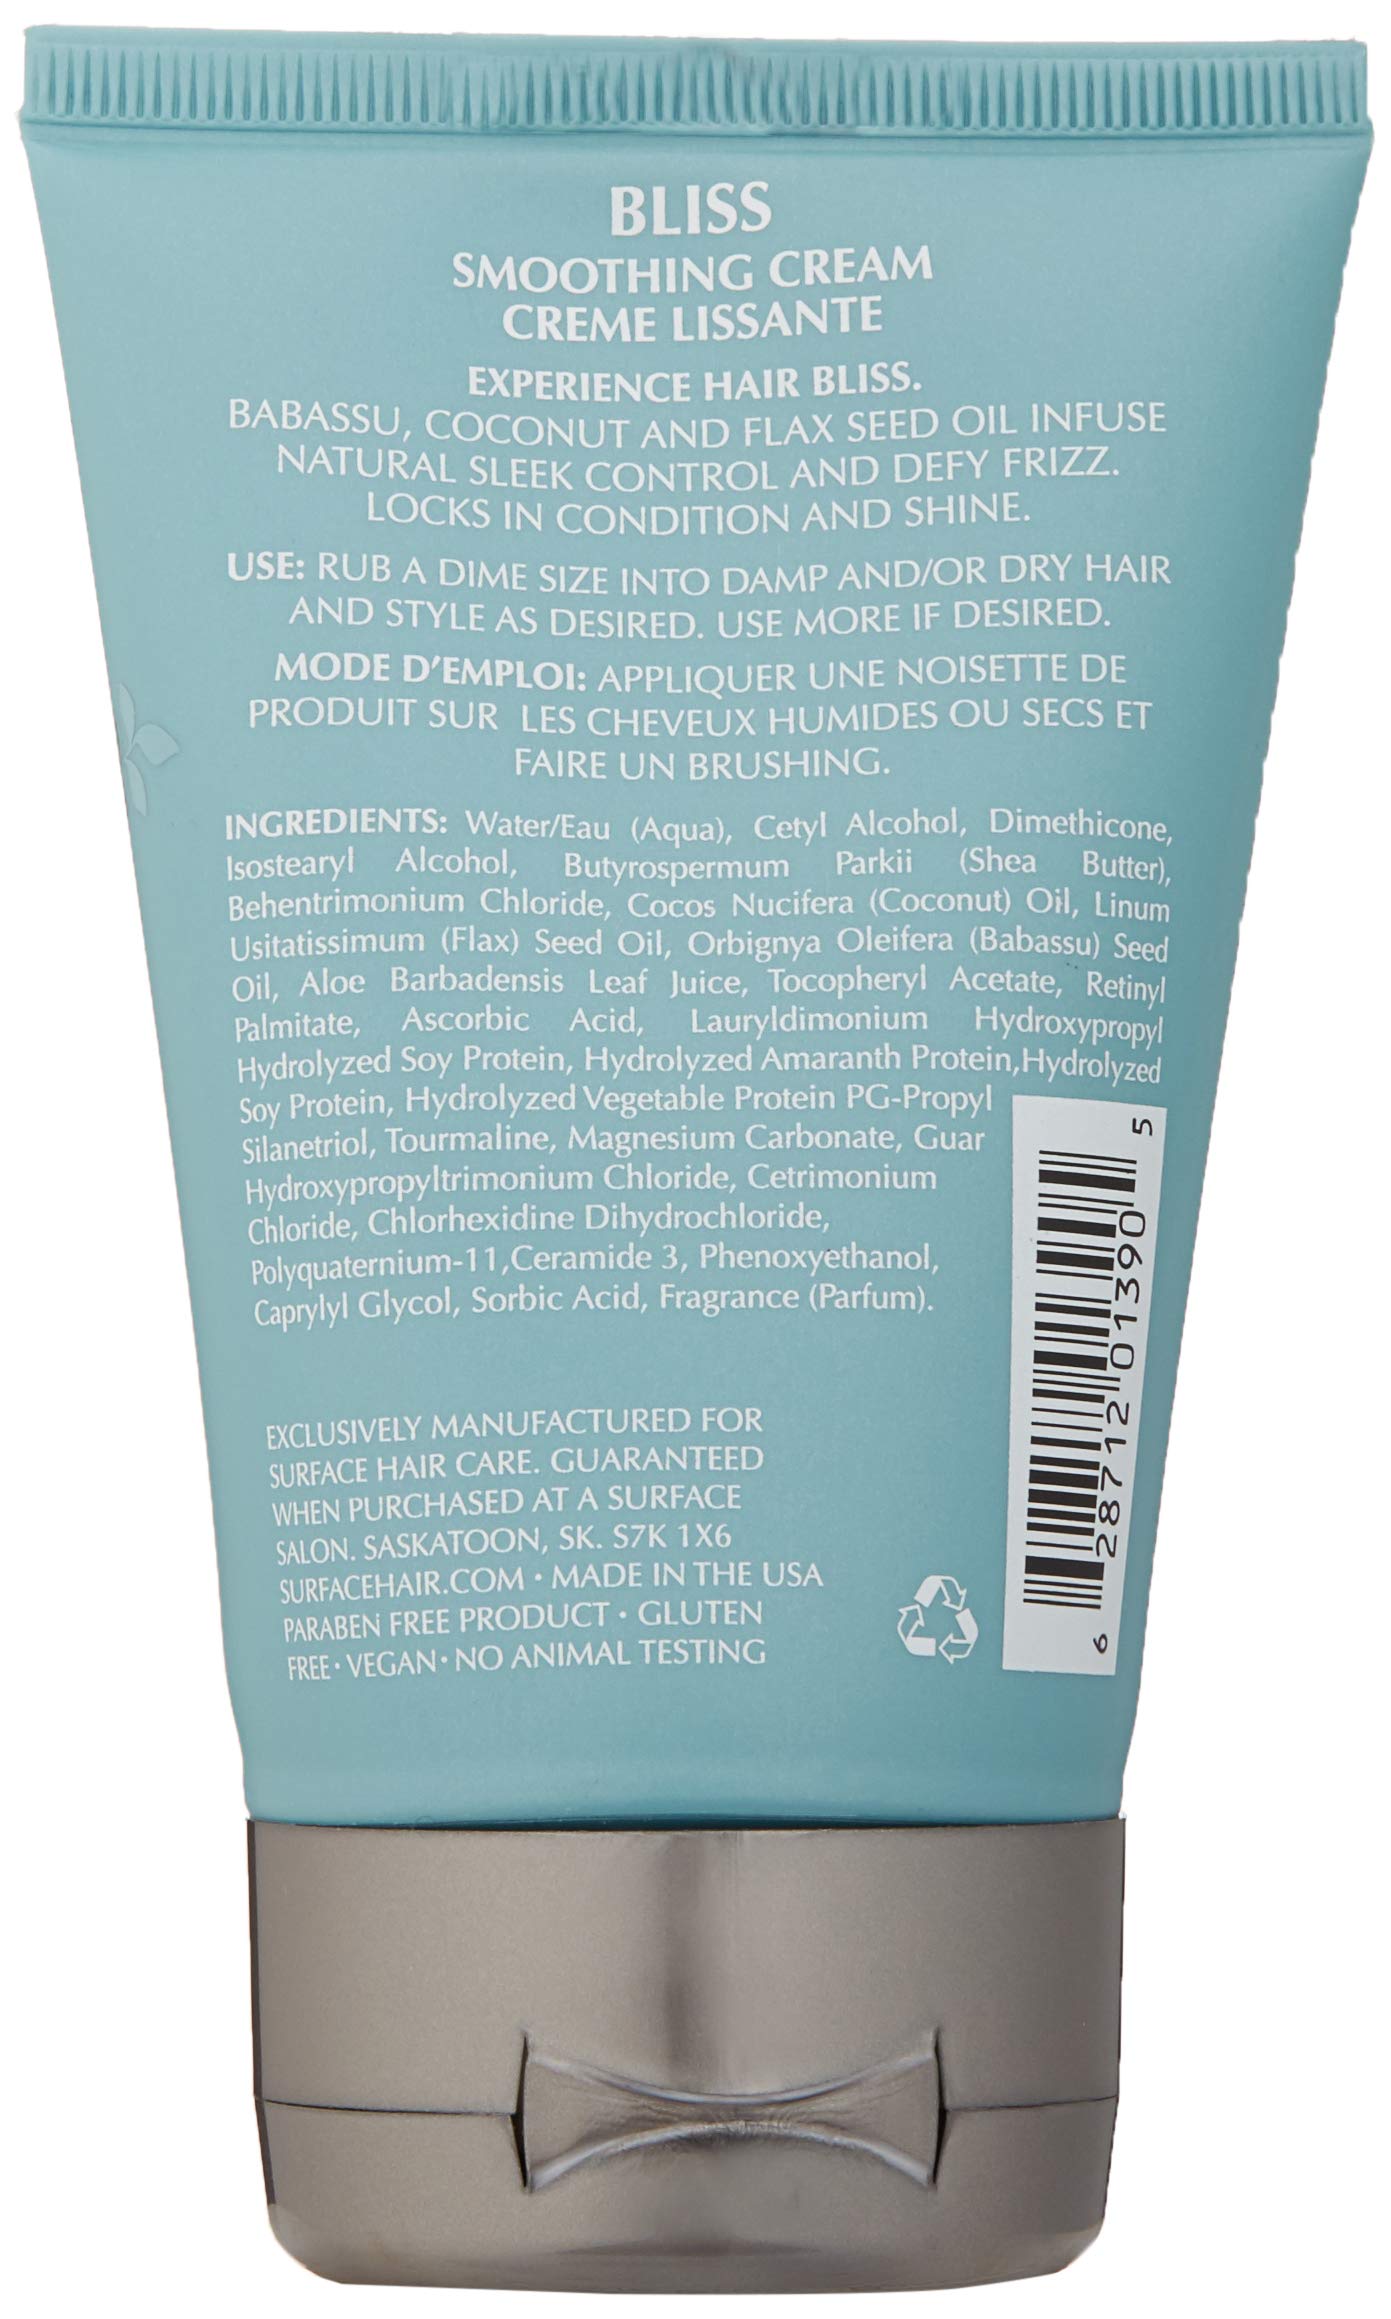 BLISS
SMOOTHING CREAM
CREME LISSANTE
EXPERIENCE HAIR BLISS.
BABASSU, COCONUT AND FLAX SEED OIL INFUSE
NATURAL SLEEK CONTROL AND DEFY FRIZZ.
LOCKS IN CONDITION AND SHINE.
USE: RUB A DIME SIZE INTO DAMP AND/OR DRY HAIR
AND STYLE AS DESIRED. USE MORE IF DESIRED.
MODE D'EMPLOI: APPLIQUER UNE NOISETTE DE
PRODUIT SUR LES CHEVEUX HUMIDES OU SECS ET
FAIRE UN BRUSHING.
INGREDIENTS: Water/Eau (Aqua), Cetyl Alcohol, Dimethicone,
Isostearyl Alcohol, Butyrospermum Parkii (Shea Butter),
Behentrimonium Chloride, Cocos Nucifera (Coconut) Oil, Linum
Usitatissimum (Flax) Seed Oil, Orbignya Oleifera (Babassu) Seed
Oil, Aloe Barbadensis Leaf Juice, Tocopheryl Acetate, Retinyl
Palmitate, Ascorbic Acid, Lauryldimonium Hydroxypropyl
Hydrolyzed Soy Protein, Hydrolyzed Amaranth Protein,Hydrolyzed
Soy Protein, Hydrolyzed Vegetable Protein PG-Propyl
Silanetriol, Tourmaline, Magnesium Carbonate, Guar
Hydroxypropyltrimonium Chloride, Cetrimonium
Chloride, Chlorhexidine Dihydrochloride,
Polyquaternium-11,Ceramide 3, Phenoxyethanol,
Caprylyl Glycol, Sorbic Acid, Fragrance (Parfum).
EXCLUSIVELY MANUFACTURED FOR
SURFACE HAIR CARE. GUARANTEED
WHEN PURCHASED AT A SURFACE
SALON. SASKATOON, SK. S7K 1X6
SURFACEHAIR.COM • MADE IN THE USA
PARABEN FREE PRODUCT • GLUTEN
FREE • VEGAN • NO ANIMAL TESTING
6 28712 01390 5